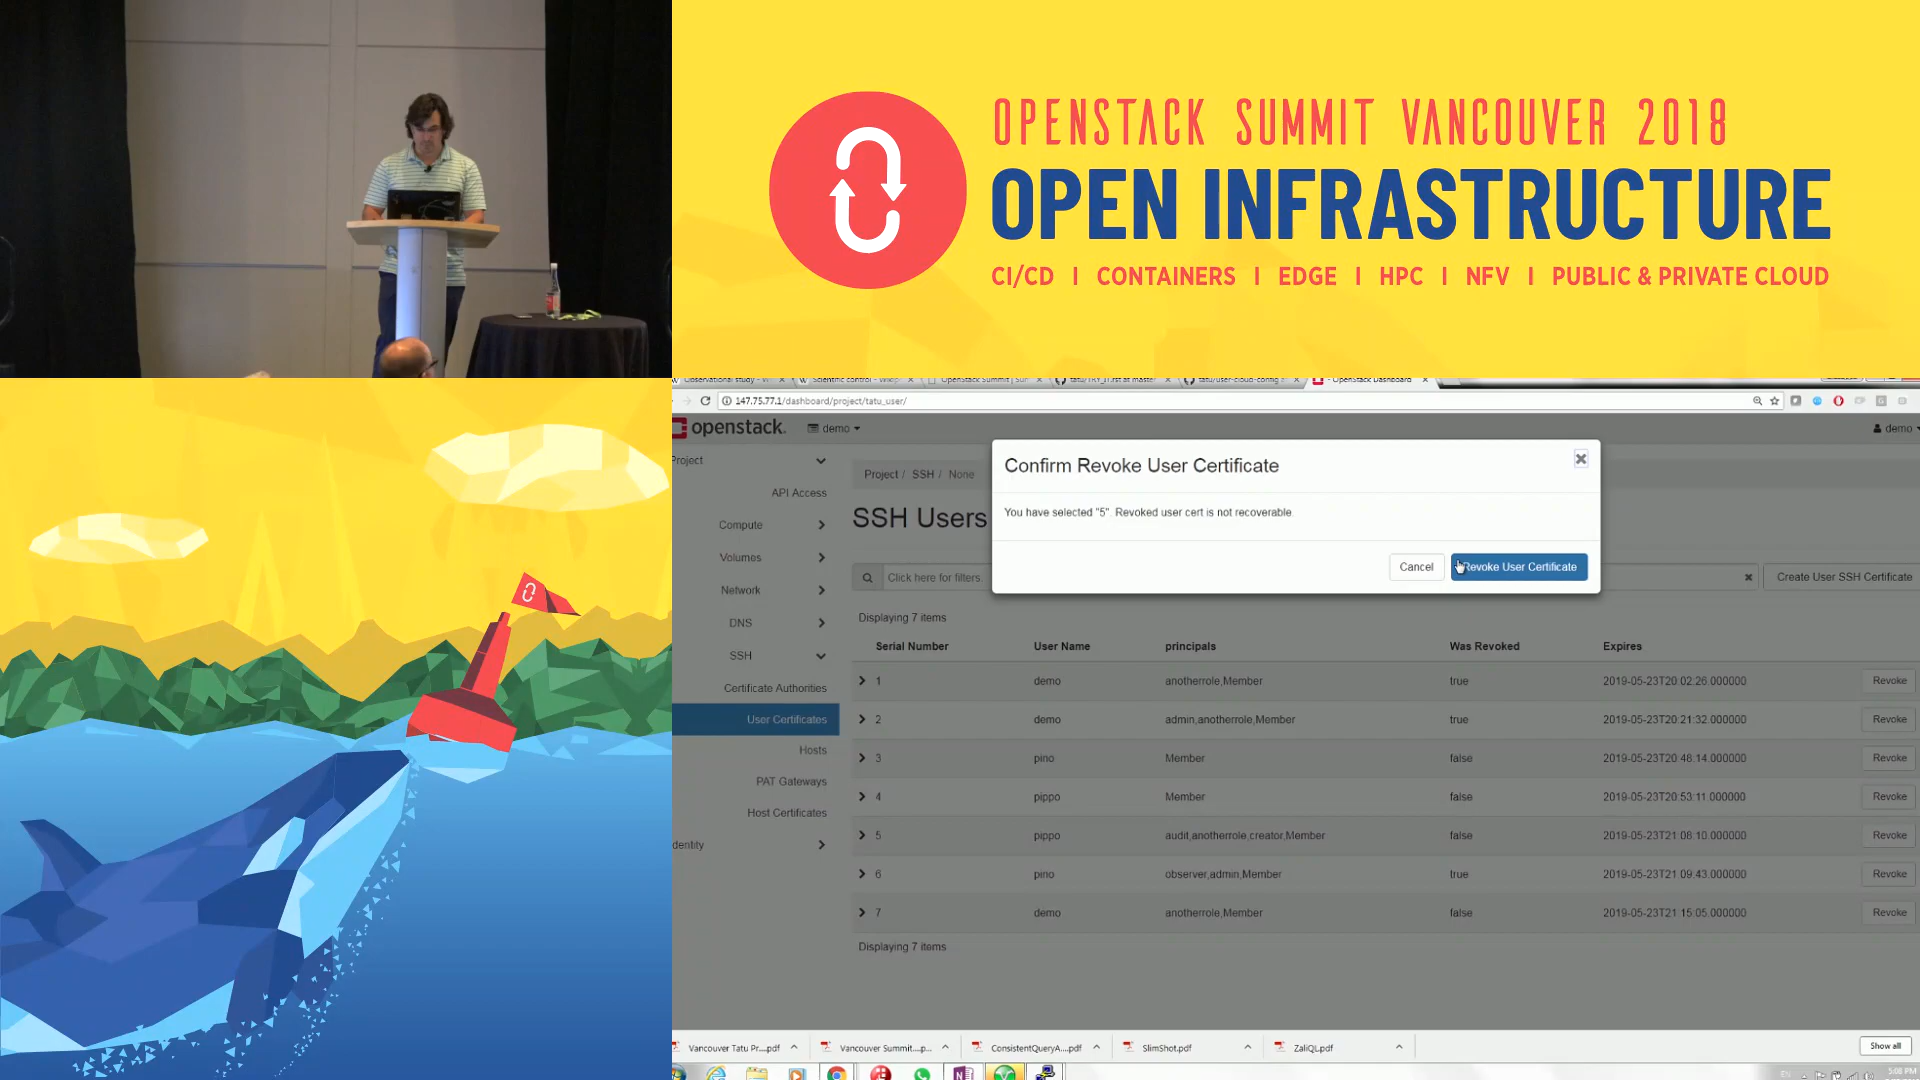 OPENSTACK SUMMIT VANCOUVER 2018
OPEN INFRASTRUCTURE
CI/CD | CONTAINERS | EDGE | HPC | NFV | PUBLIC & PRIVATE CLOUD
OpenStack Dashboard
147.75.77.1/dashboard/project/tatu_user/
openstack. demo
demo
Project
API Access
Compute
Volumes
Network
DNS
SSH
Certificate Authorities
User Certificates
Hosts
PAT Gateways
Host Certificates
dentity
Project / SSH / None
SSH Users
Confirm Revoke User Certificate
You have selected "5". Revoked user cert is not recoverable.
Cancel
Revoke User Certificate
Click here for filters.
Create User SSH Certificate
Displaying 7 items
Serial Number User Name principals Was Revoked Expires
1 demo anotherrole,Member true 2019-05-23T20:02:26.000000 Revoke
2 demo admin,anotherrole,Member true 2019-05-23T20:21:32.000000 Revoke
3 pino Member false 2019-05-23T20:46:14.000000 Revoke
4 pippo Member false 2019-05-23T20:53:11.000000 Revoke
5 pippo audit,anotherrole,creator,Member false 2019-05-23T21:08:10.000000 Revoke
6 pino observer,admin,Member true 2019-05-23T21:09:43.000000 Revoke
7 demo anotherrole,Member false 2019-05-23T21:15:05.000000 Revoke
Displaying 7 items
Vancouver Tatu Pr....pdf
Vancouver Summit....p...
ConsistentQueryA....pdf
SlimShot.pdf
ZaliQL.pdf
Show all
EN
5:08 PM